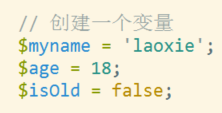 // 创建一个变量
$myname = 'laoxie';
$age = 18;
$isOld = false;